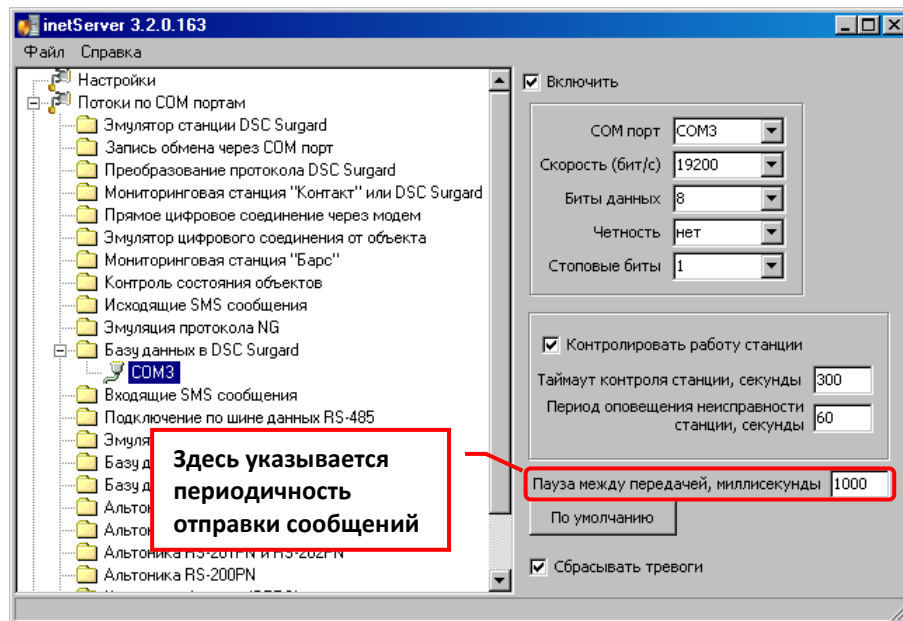 inetServer 3.2.0.163
Файл Справка
Настройки
Потоки по COM портам
Эмулятор станции DSC Surgard
Запись обмена через COM порт
Преобразование протокола DSC Surgard
Мониторинговая станция "Контакт" или DSC Surgard
Прямое цифровое соединение через модем
Эмулятор цифрового соединения от объекта
Мониторинговая станция "Барс"
Контроль состояния объектов
Исходящие SMS сообщения
Эмуляция протокола NG
Базу данных в DSC Surgard
COM3
Входящие SMS сообщения
Подключение по шине данных RS-485
Альтоника RS-200PN
Здесь указывается
периодичность
отправки сообщений
Включить
COM порт COM3
Скорость (бит/с) 19200
Биты данных 8
Четность нет
Стоповые биты 1
Контролировать работу станции
Таймаут контроля станции, секунды 300
Период оповещения неисправности
станции, секунды 60
Пауза между передачей, миллисекунды 1000
По умолчанию
Сбрасывать тревоги